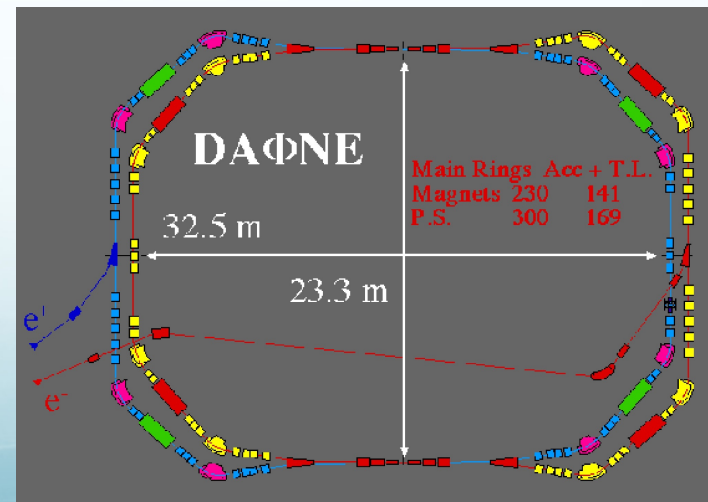 DAΦNE
Main Rings Acc + T.L.
Magnets 230 141
P.S. 300 169
32.5 m
23.3 m
e⁺
e⁻